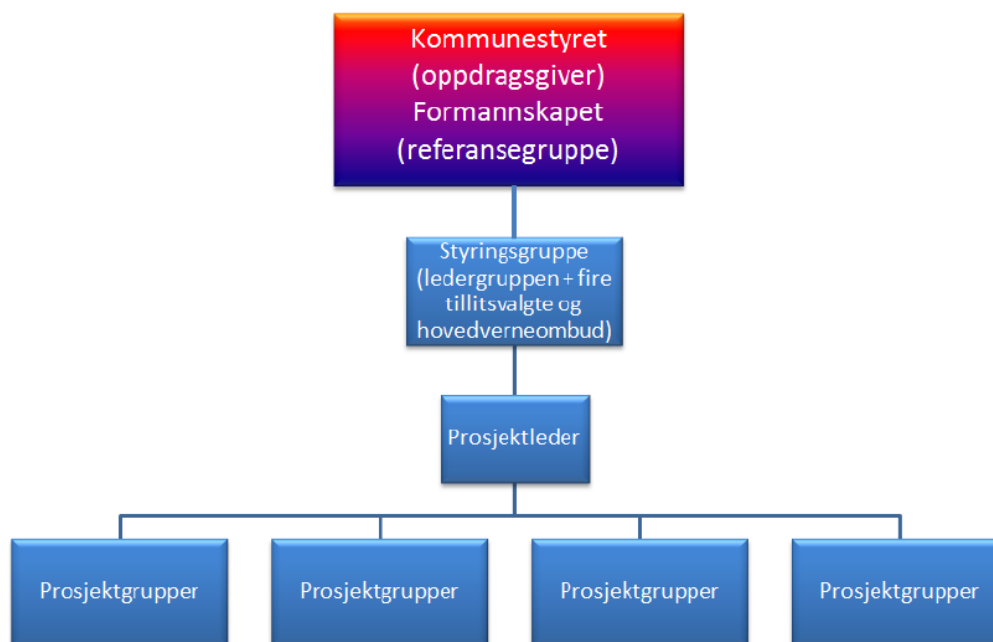 Kommunestyret
(oppdragsgiver)
Formannskapet
(referansegruppe)
Styringsgruppe
(ledergruppen + fire
tillitsvalgte og
hovedverneombud)
Prosjektleder
Prosjektgrupper
Prosjektgrupper
Prosjektgrupper
Prosjektgrupper